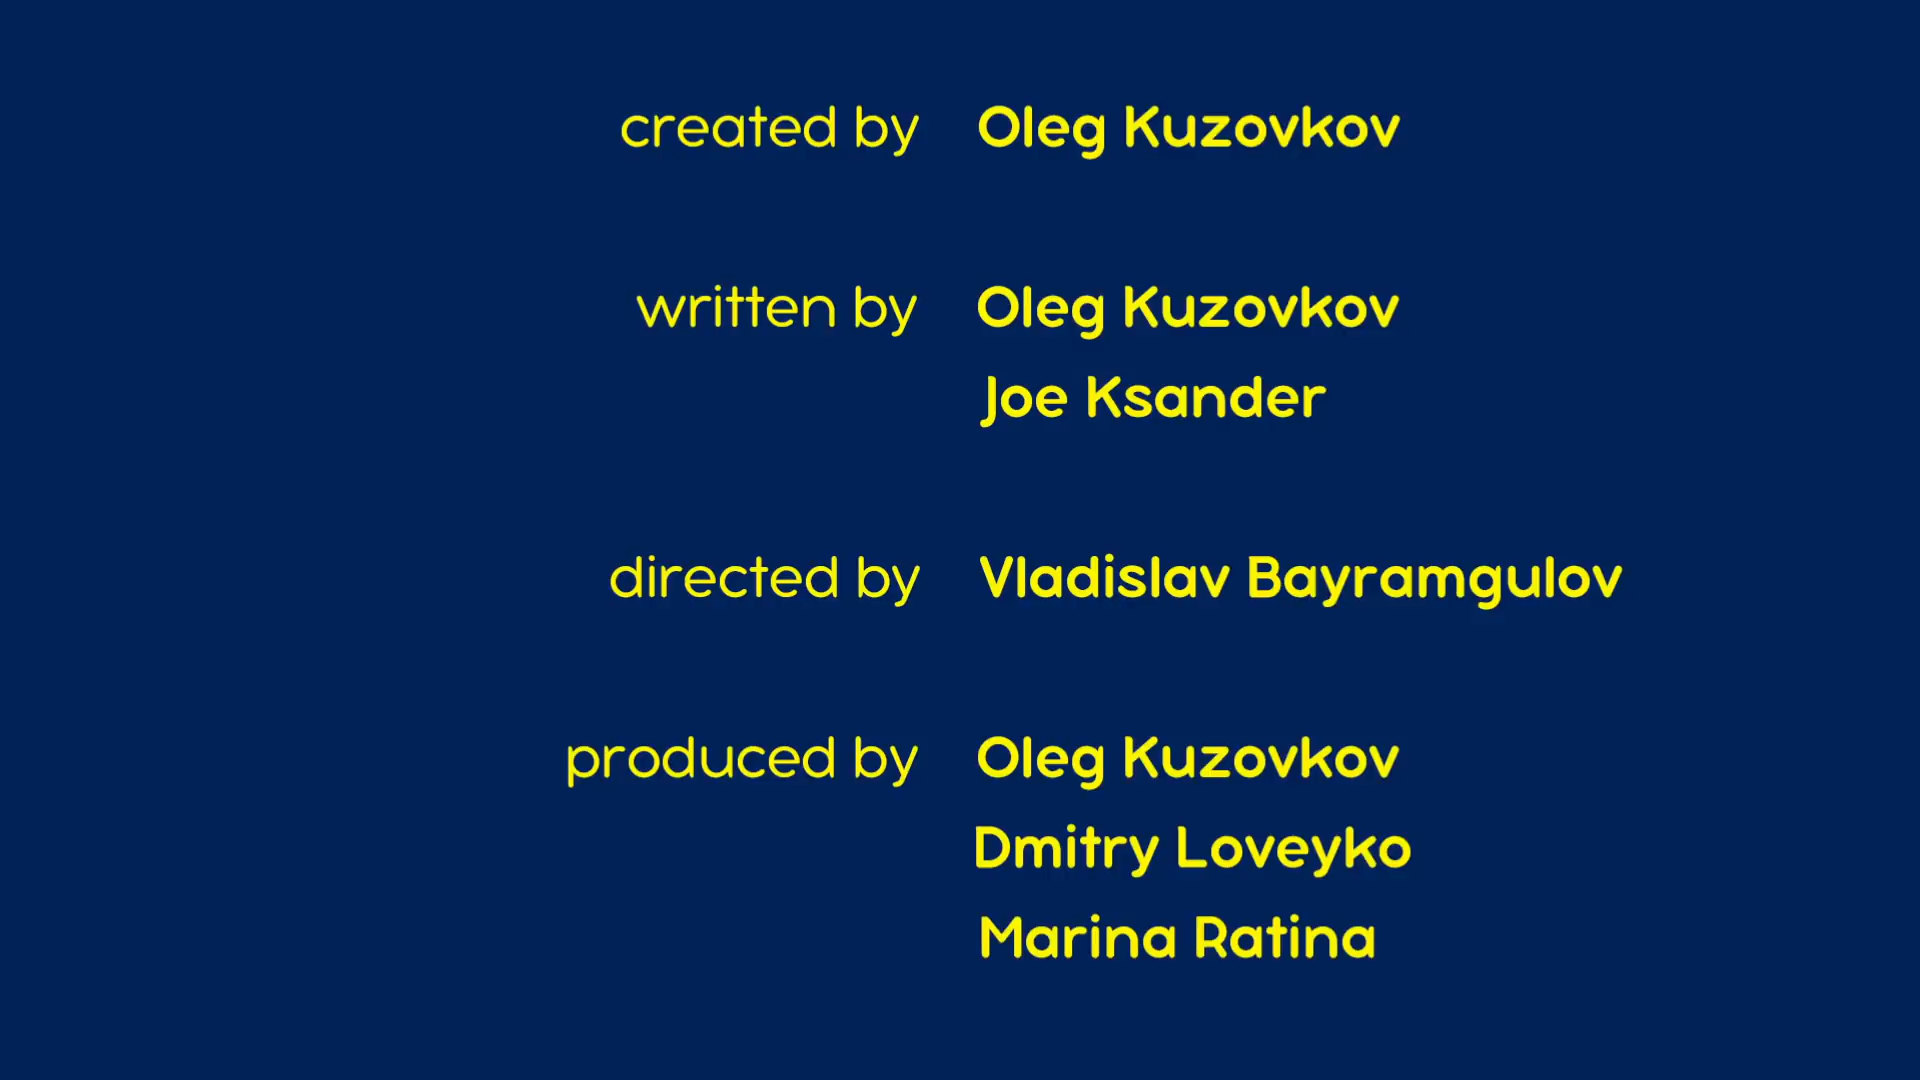 created by Oleg Kuzovkov
written by Oleg Kuzovkov
Joe Ksander
directed by Vladislav Bayramgulov
produced by Oleg Kuzovkov
Dmitry Loveyko
Marina Ratina